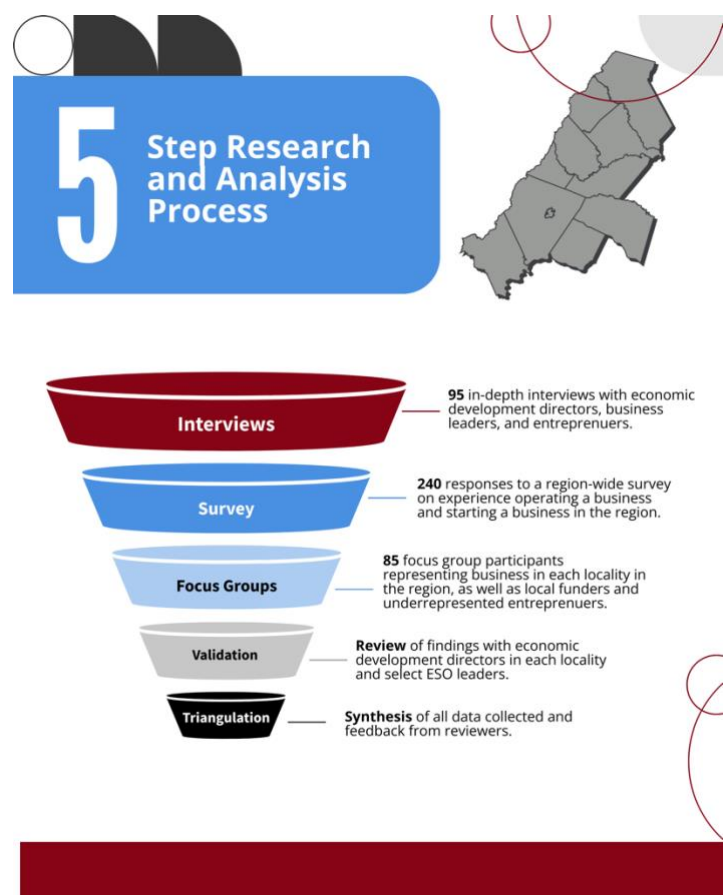 5
Step Research
and Analysis
Process
Interviews
95 in-depth interviews with economic
development directors, business
leaders, and entreprenuers.
Survey
240 responses to a region-wide survey
on experience operating a business
and starting a business in the region.
Focus Groups
85 focus group participants
representing business in each locality in
the region, as well as local funders and
underrepresented entreprenuers.
Validation
Review of findings with economic
development directors in each locality
and select ESO leaders.
Triangulation
Synthesis of all data collected and
feedback from reviewers.